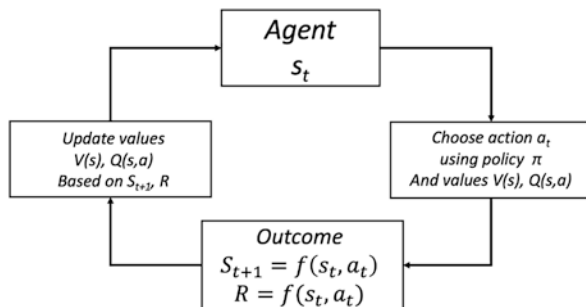 Agent
s_t
Choose action a_t
using policy π
And values V(s), Q(s,a)
Outcome
S_{t+1} = f(s_t, a_t)
R = f(s_t, a_t)
Update values
V(s), Q(s,a)
Based on S_{t+1}, R